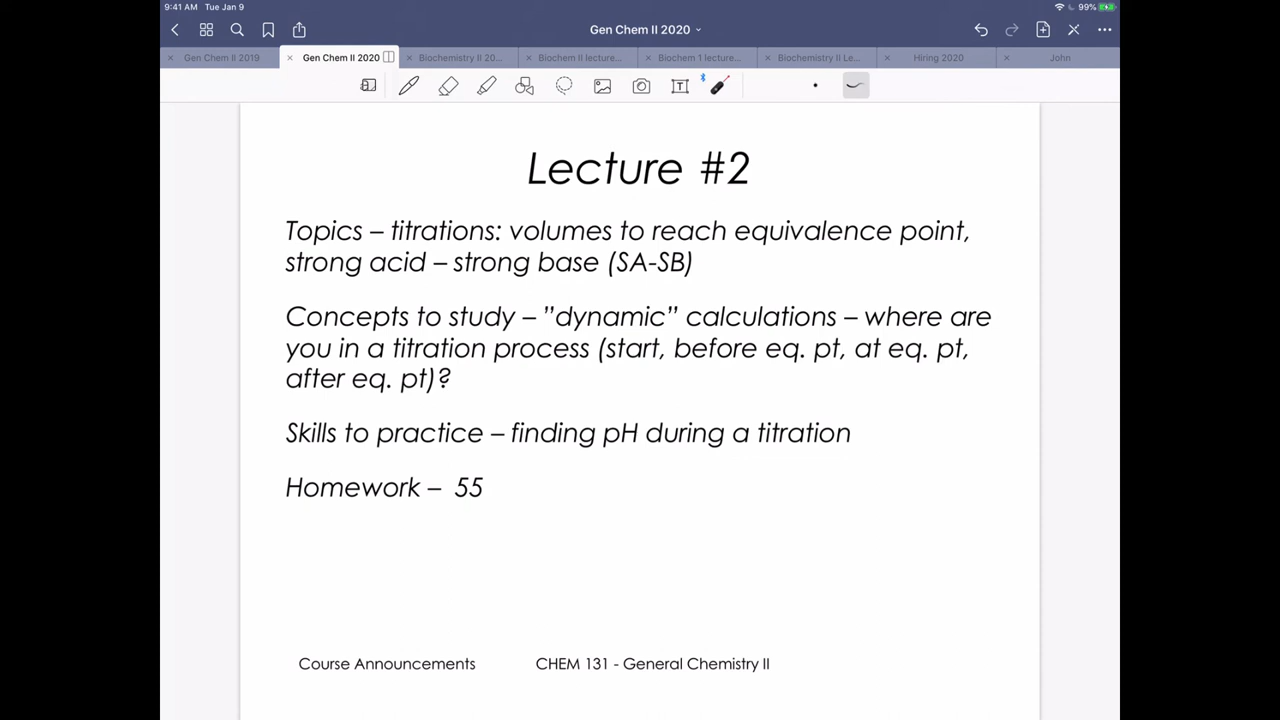 9:41 AM Tue Jan 9
99%
Gen Chem II 2020
Gen Chem II 2019
Gen Chem II 2020
Biochemistry II 20...
Biochem II lecture...
Biochem 1 lecture...
Biochemistry II Le...
Hiring 2020
John
Lecture #2
Topics – titrations: volumes to reach equivalence point,
strong acid – strong base (SA-SB)
Concepts to study – ”dynamic” calculations – where are
you in a titration process (start, before eq. pt, at eq. pt,
after eq. pt)?
Skills to practice – finding pH during a titration
Homework – 55
Course Announcements
CHEM 131 - General Chemistry II